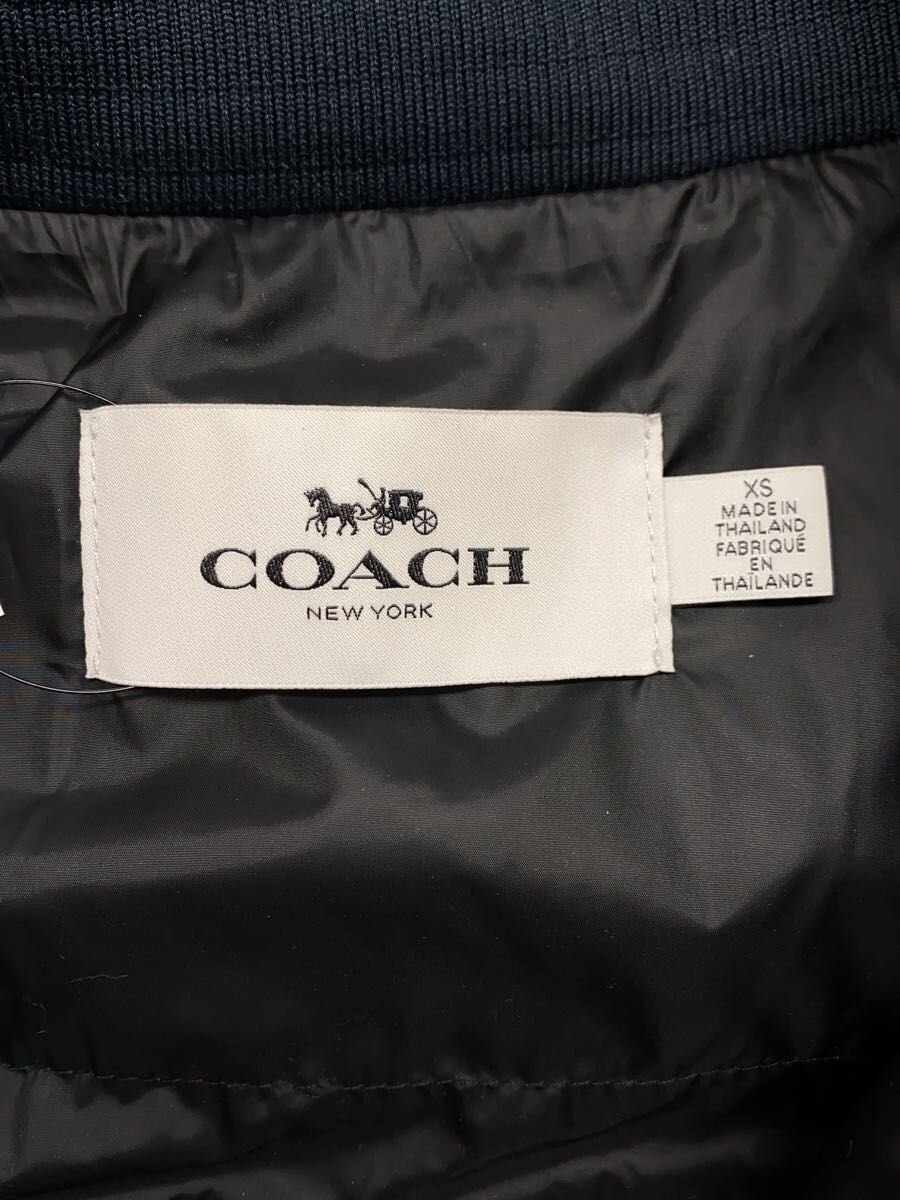 COACH
NEW YORK
XS
MADE IN
THAILAND
FABRIQUÉ
EN
THAÏLANDE